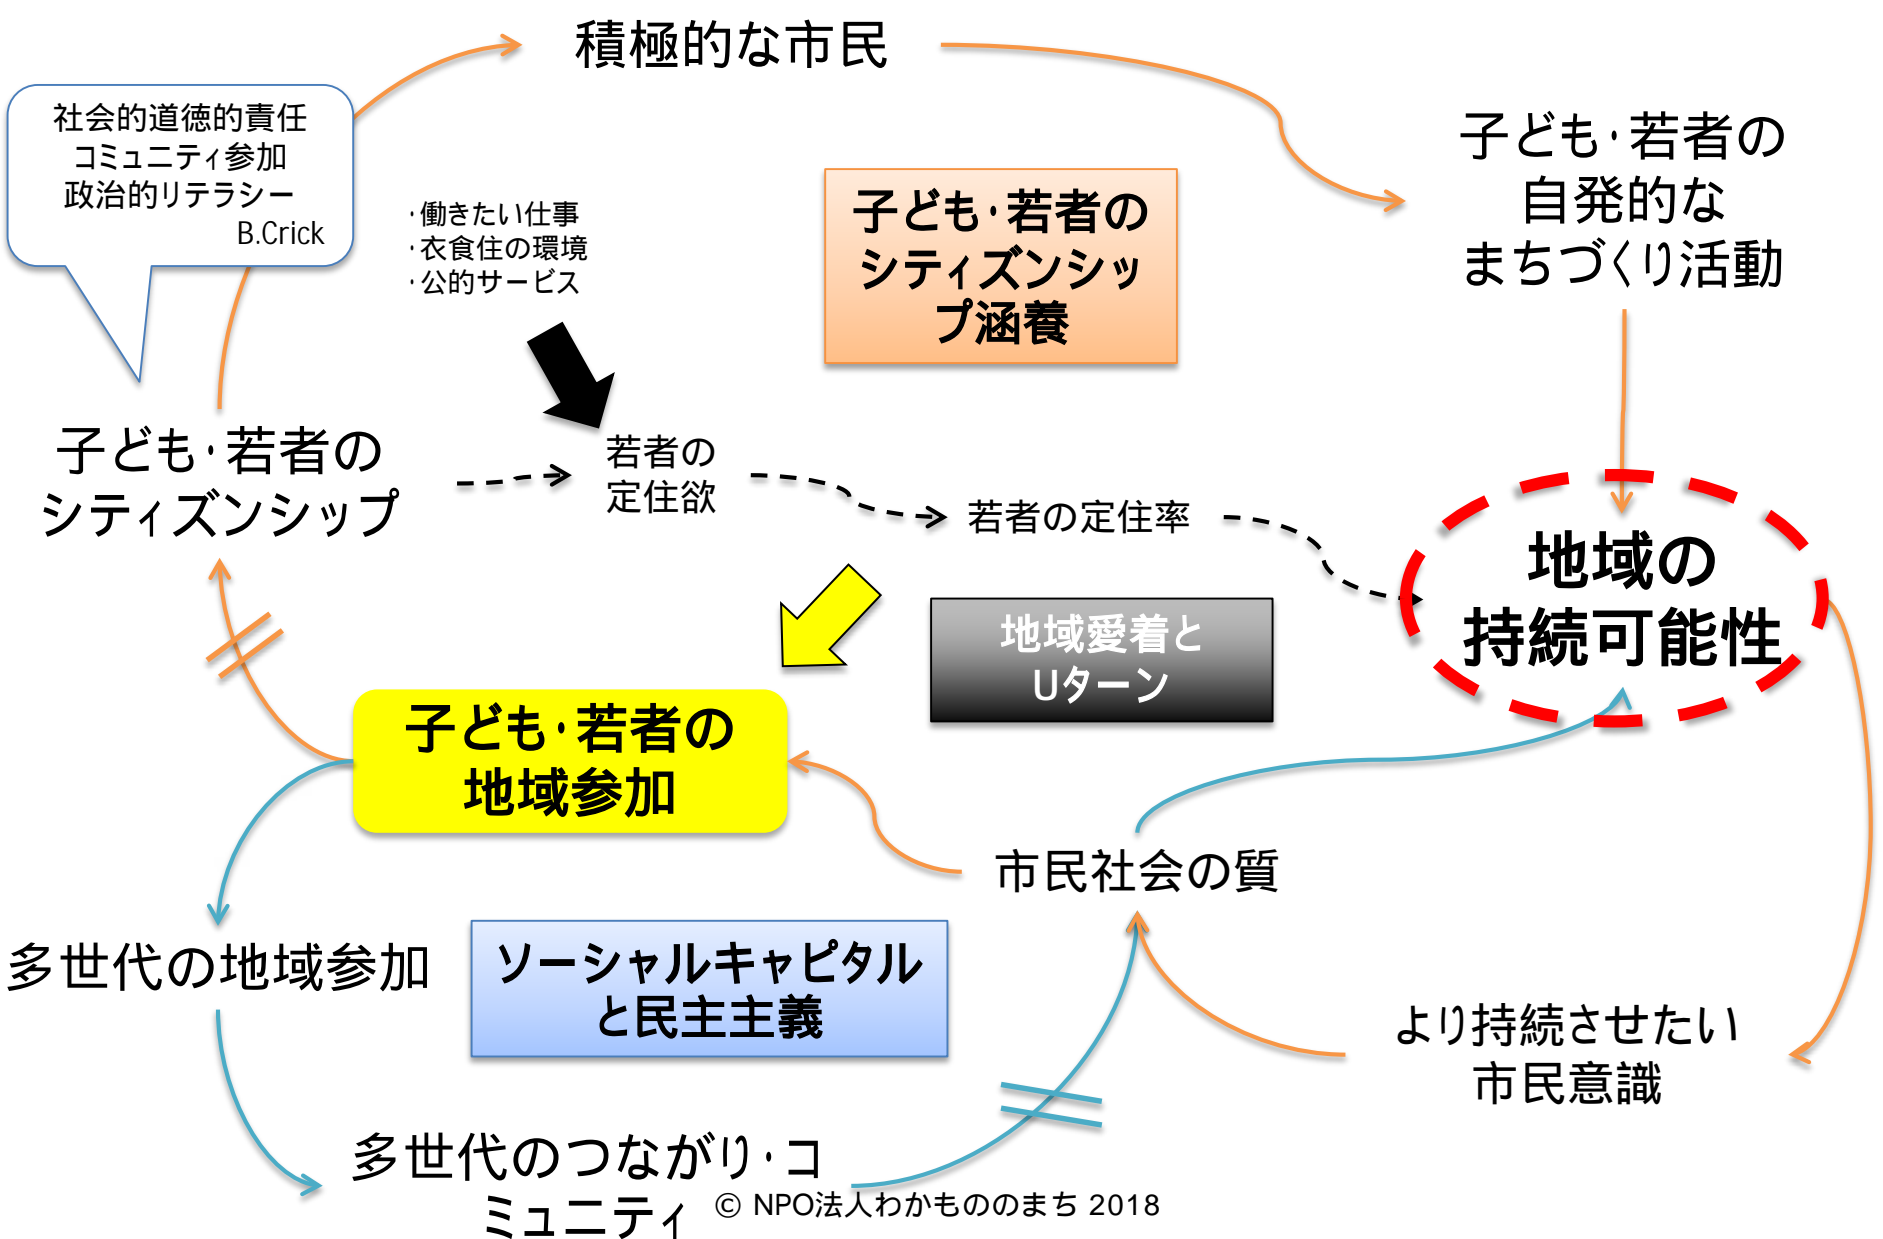 積極的な市民
社会的道徳的責任
コミュニティ参加
政治的リテラシー
B.Crick
・働きたい仕事
・衣食住の環境
・公的サービス
子ども・若者の
シティズンシッ
プ涵養
子ども・若者の
自発的な
まちづくり活動
子ども・若者の
シティズンシップ
若者の
定住欲
若者の定住率
地域の
持続可能性
地域愛着と
Uターン
子ども・若者の
地域参加
市民社会の質
多世代の地域参加
ソーシャルキャピタル
と民主主義
より持続させたい
市民意識
多世代のつながり・コ
ミュニティ
© NPO法人わかもののまち 2018